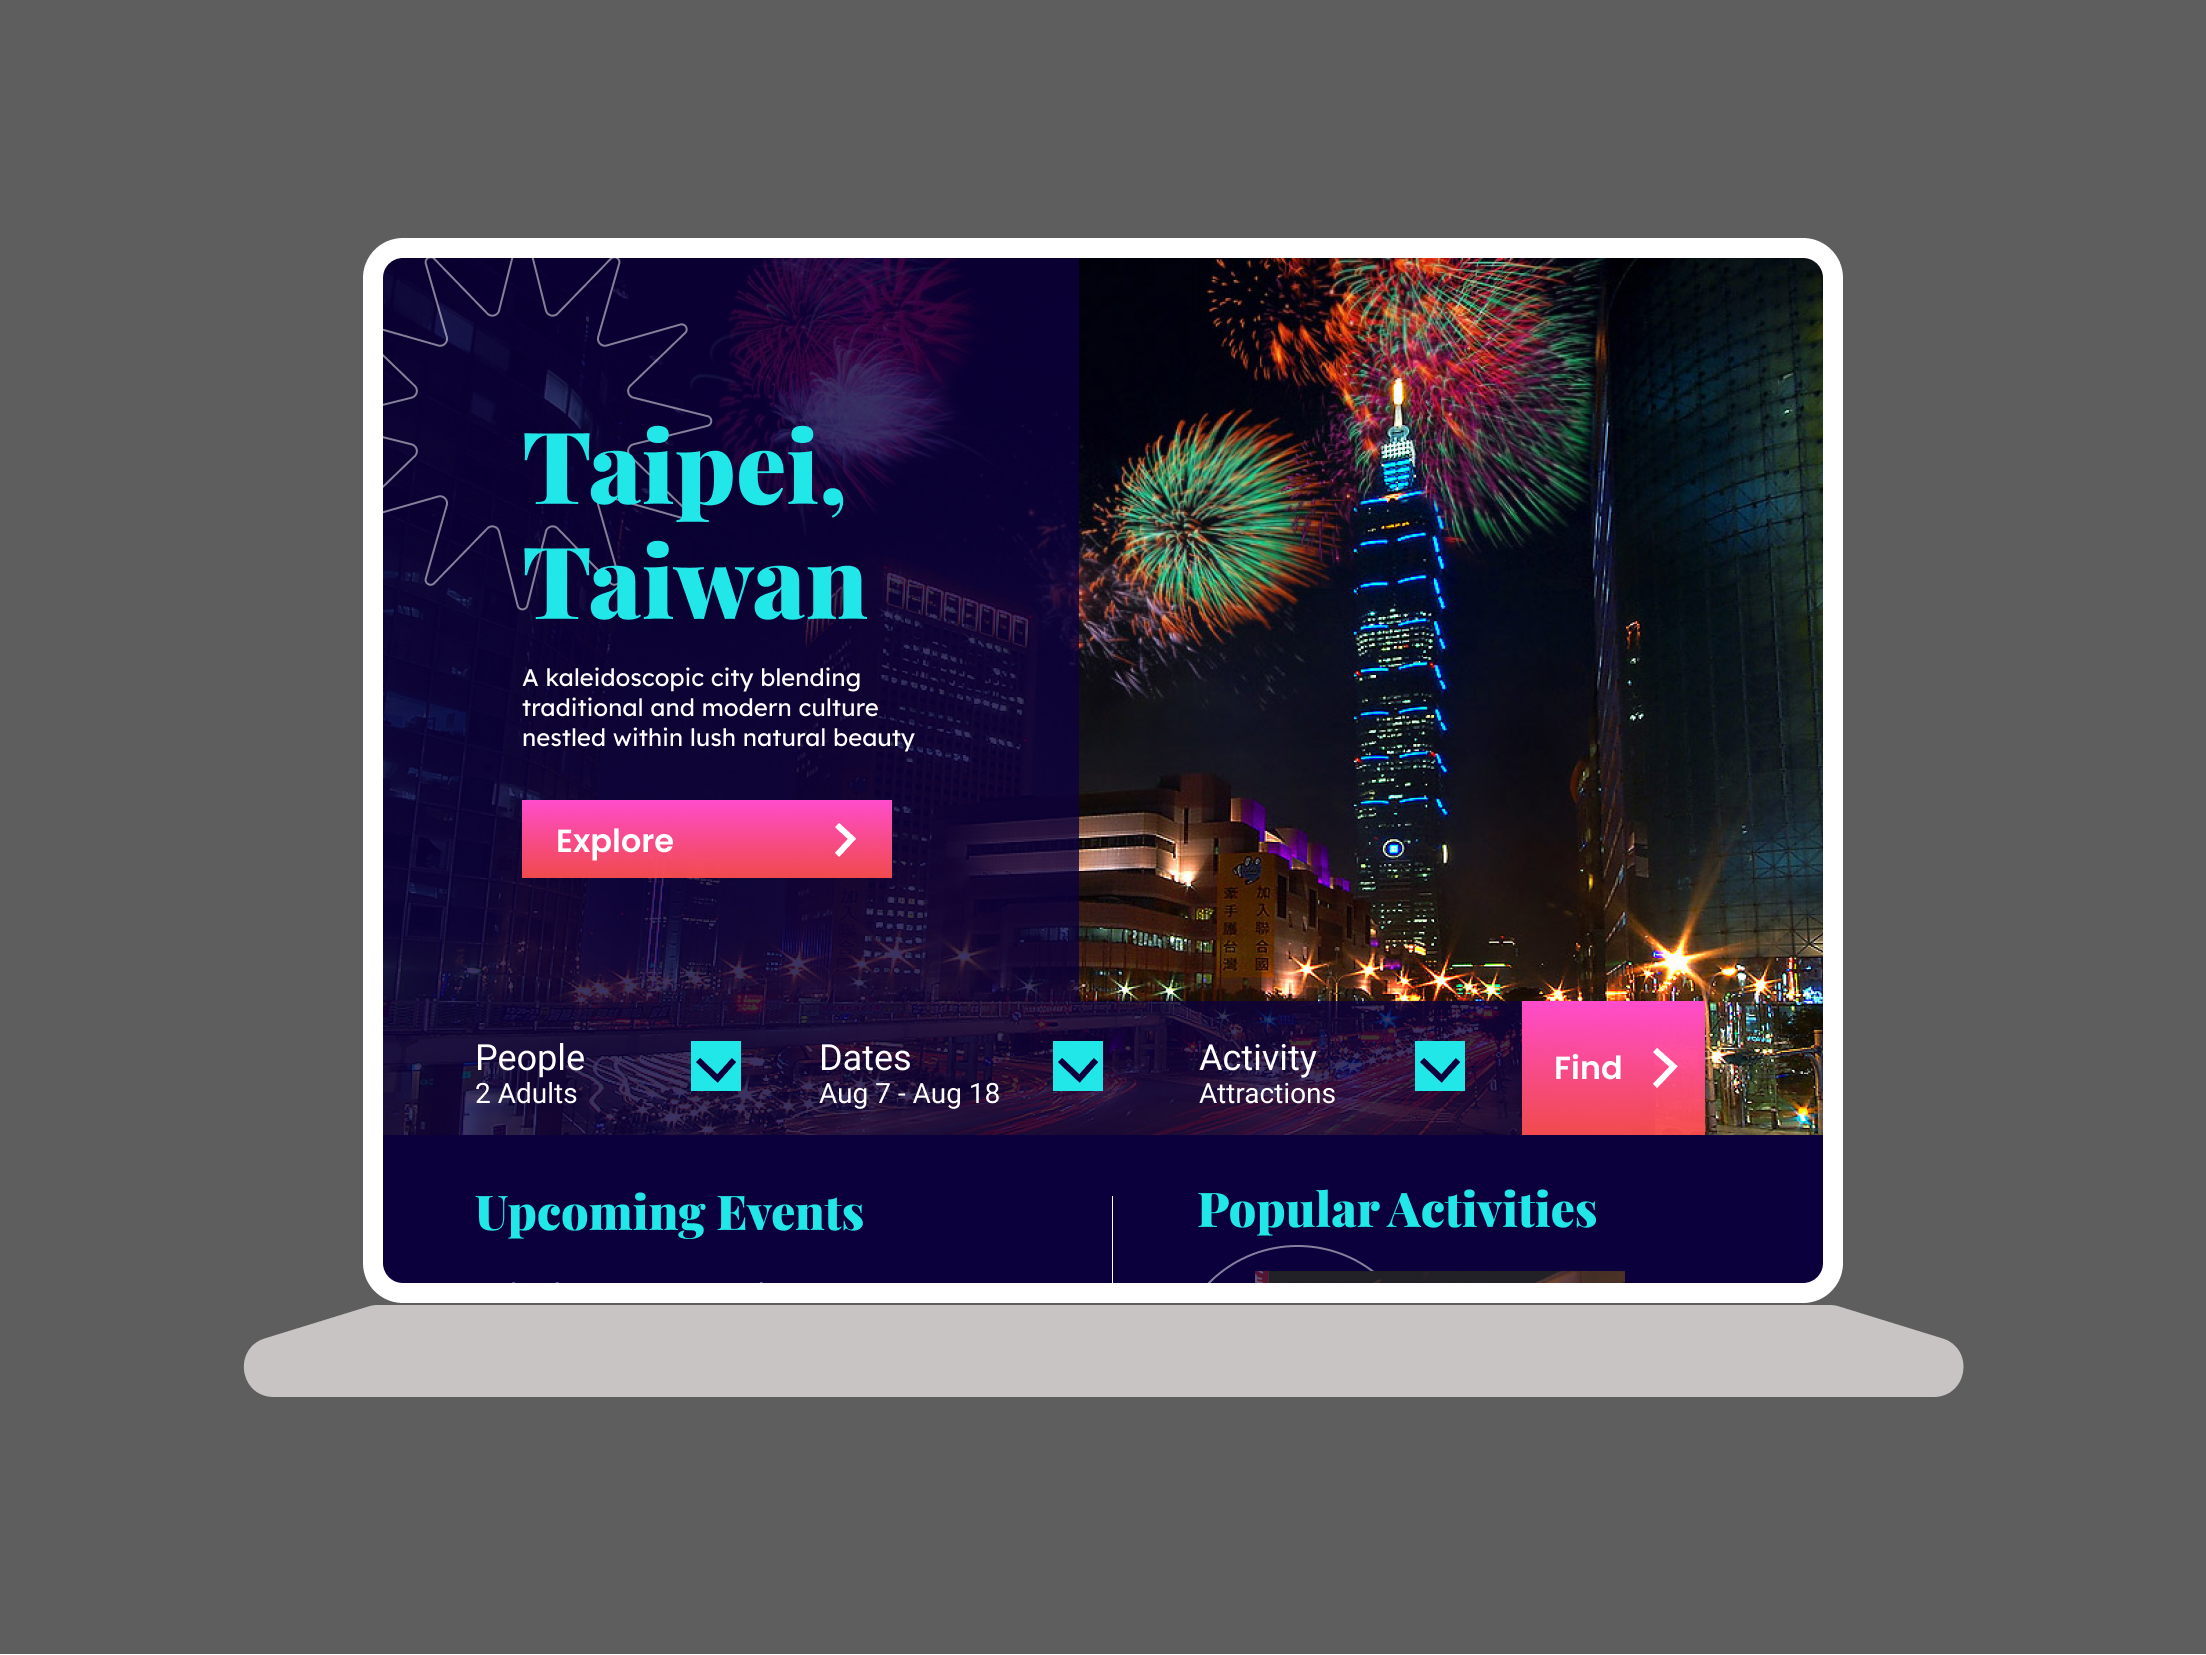 Taipei,
Taiwan
A kaleidoscopic city blending
traditional and modern culture
nestled within lush natural beauty
Explore
牽手護台灣
加入聯合國
People
2 Adults
Dates
Aug 7 - Aug 18
Activity
Attractions
Find
Upcoming Events
Popular Activities